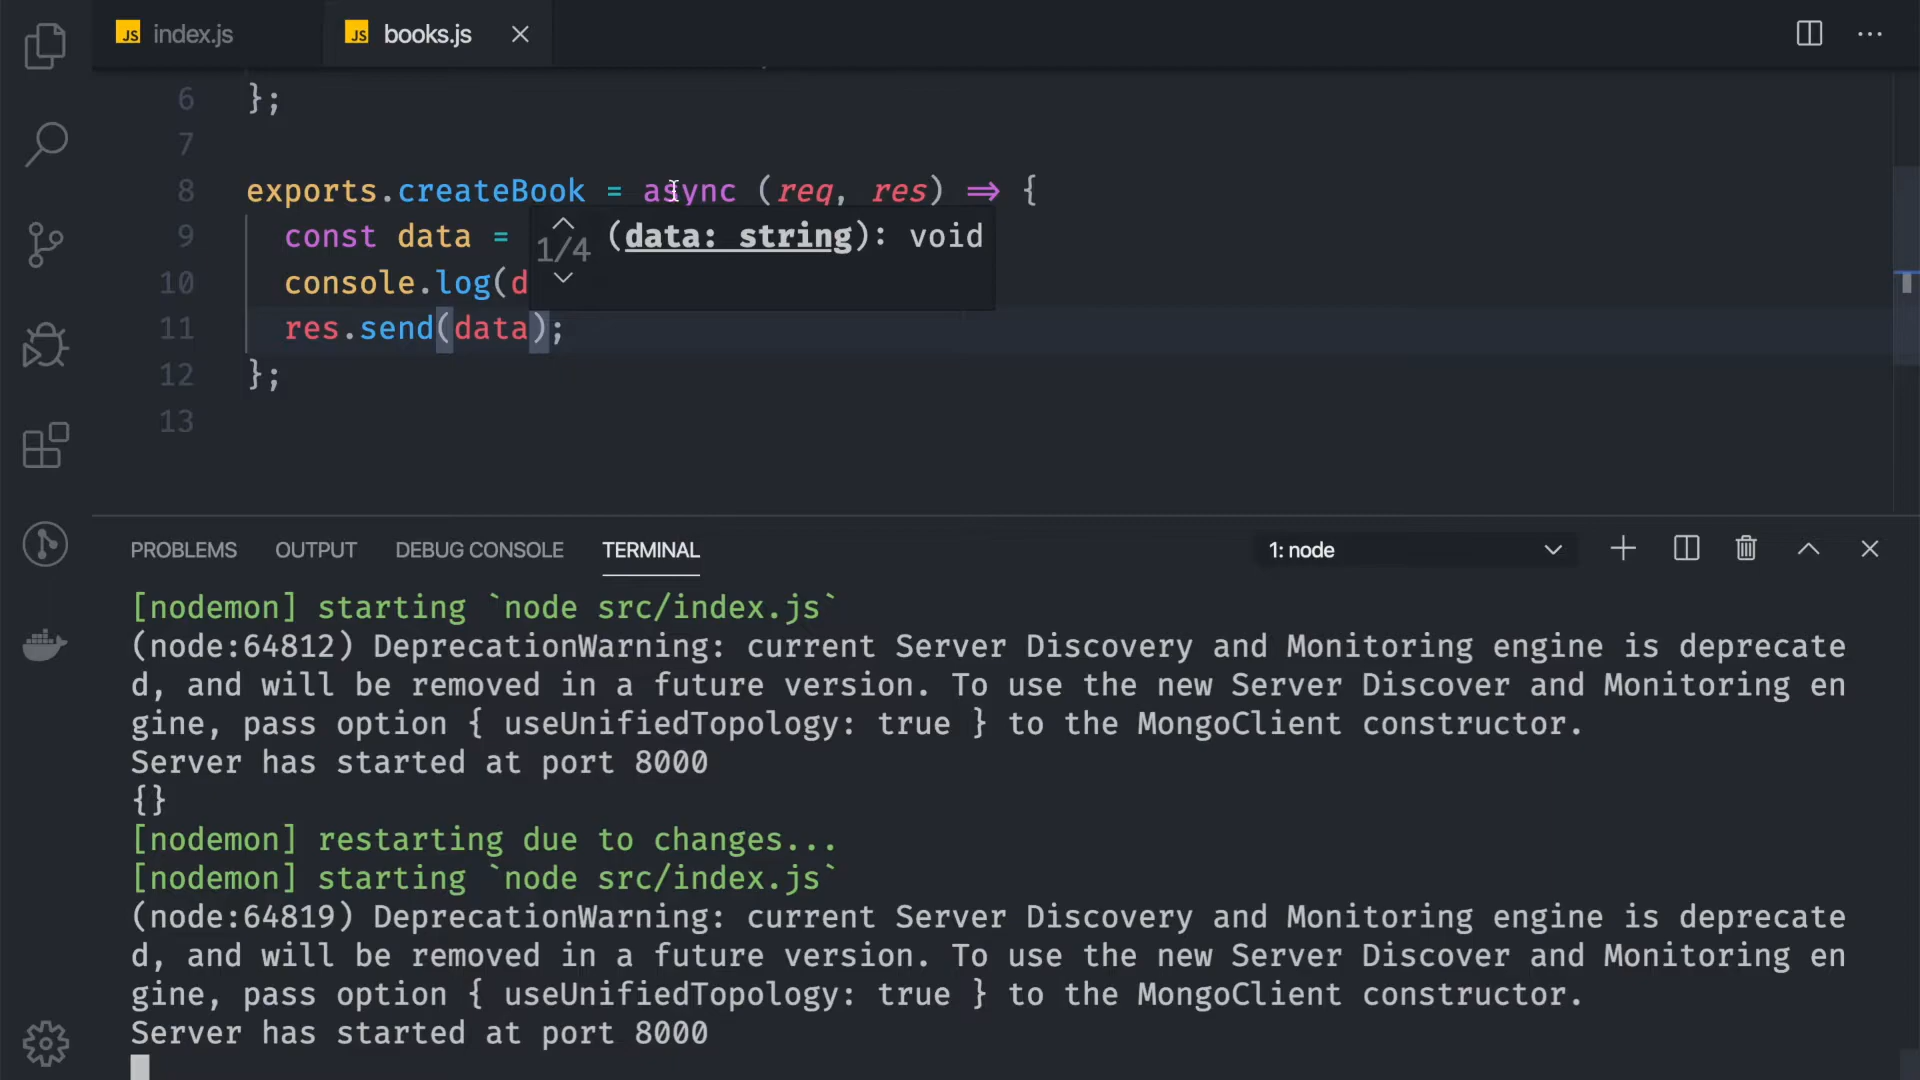 JS index.js
JS books.js
6 };
7
8 exports.createBook = async (req, res) => {
9 const data =
1/4 (data: string): void
10 console.log(d
11 res.send(data);
12 };
13
PROBLEMS OUTPUT DEBUG CONSOLE TERMINAL 1: node
[nodemon] starting `node src/index.js`
(node:64812) DeprecationWarning: current Server Discovery and Monitoring engine is deprecate
d, and will be removed in a future version. To use the new Server Discover and Monitoring en
gine, pass option { useUnifiedTopology: true } to the MongoClient constructor.
Server has started at port 8000
{}
[nodemon] restarting due to changes...
[nodemon] starting `node src/index.js`
(node:64819) DeprecationWarning: current Server Discovery and Monitoring engine is deprecate
d, and will be removed in a future version. To use the new Server Discover and Monitoring en
gine, pass option { useUnifiedTopology: true } to the MongoClient constructor.
Server has started at port 8000